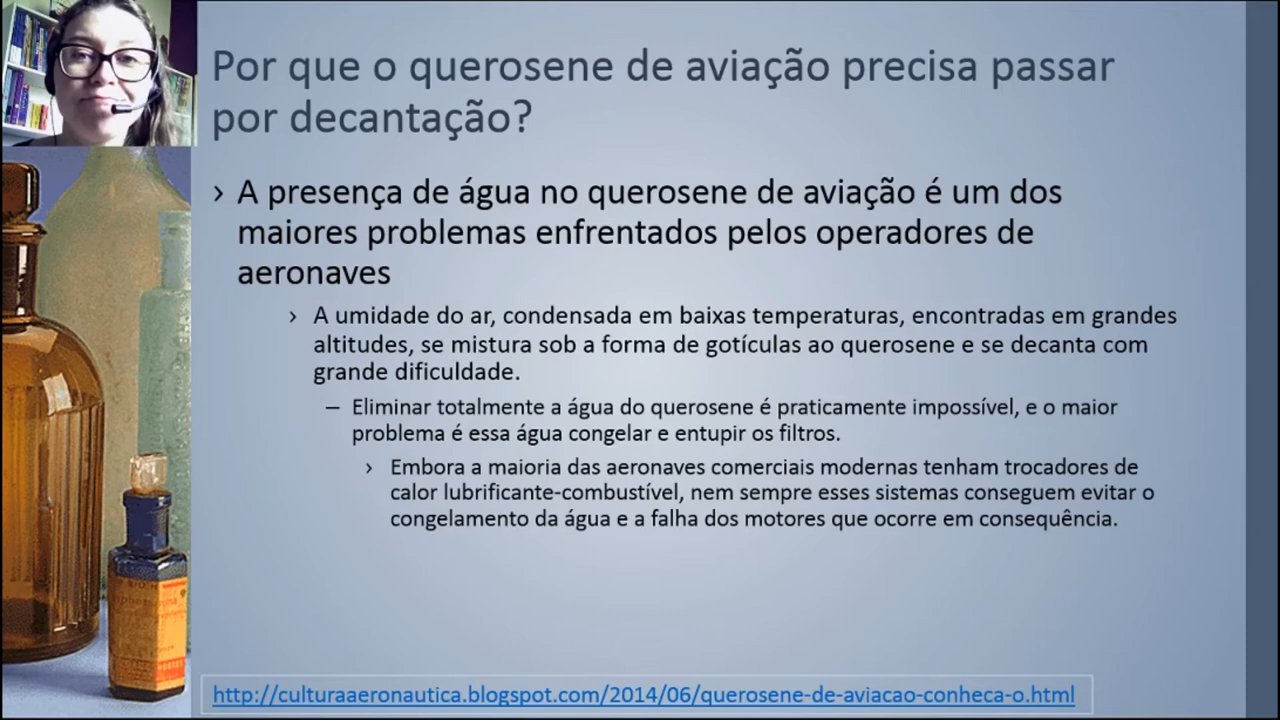 Por que o querosene de aviação precisa passar
por decantação?
› A presença de água no querosene de aviação é um dos
maiores problemas enfrentados pelos operadores de
aeronaves
› A umidade do ar, condensada em baixas temperaturas, encontradas em grandes
altitudes, se mistura sob a forma de gotículas ao querosene e se decanta com
grande dificuldade.
– Eliminar totalmente a água do querosene é praticamente impossível, e o maior
problema é essa água congelar e entupir os filtros.
› Embora a maioria das aeronaves comerciais modernas tenham trocadores de
calor lubrificante-combustível, nem sempre esses sistemas conseguem evitar o
congelamento da água e a falha dos motores que ocorre em consequência.
http://culturaaeronautica.blogspot.com/2014/06/querosene-de-aviacao-conheca-o.html